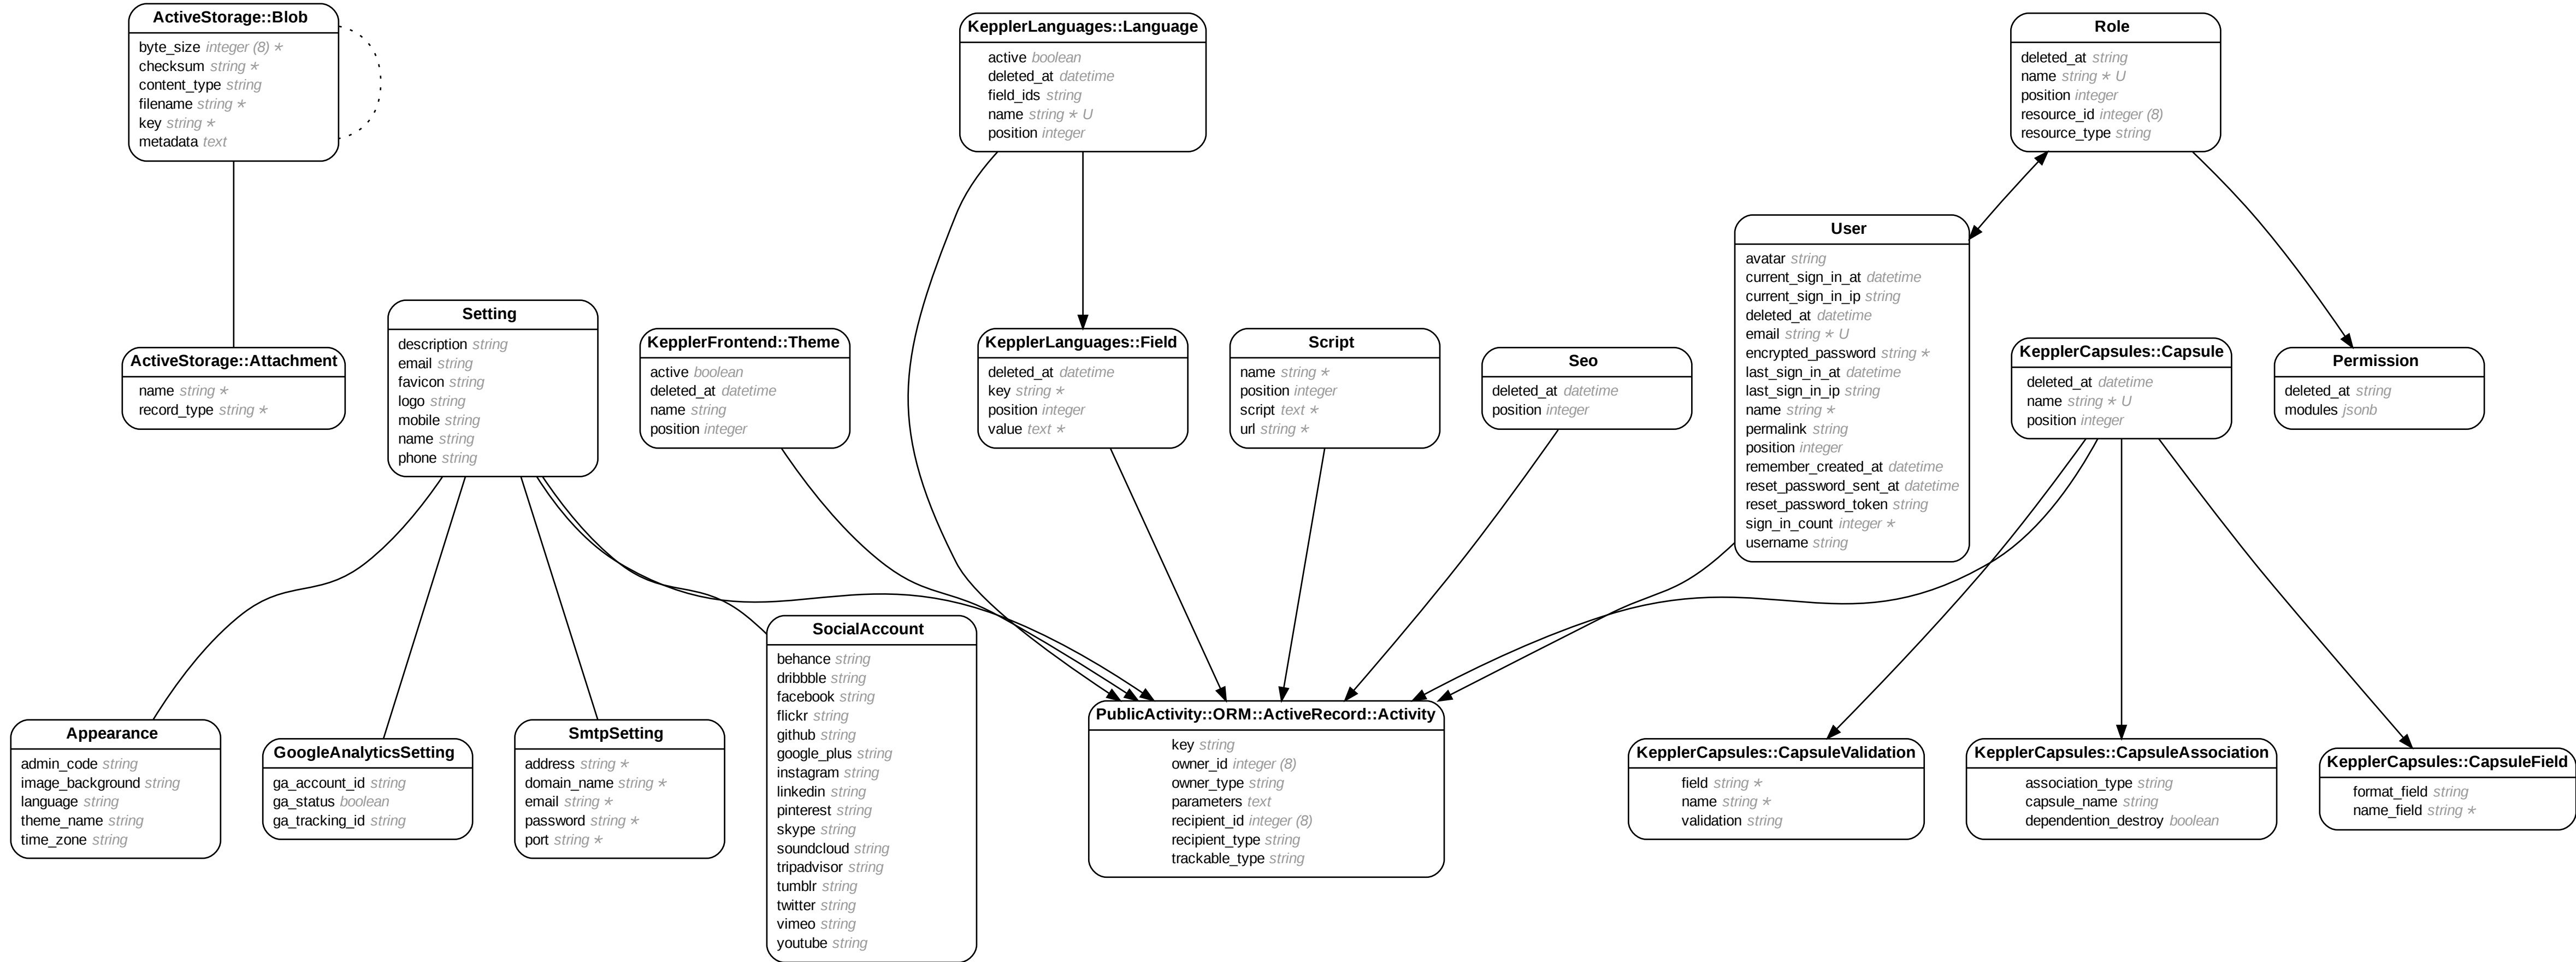 ActiveStorage::Blob
byte_size integer (8) ∗
checksum string ∗
content_type string
filename string ∗
key string ∗
metadata text
KepplerLanguages::Language
active boolean
deleted_at datetime
field_ids string
name string ∗ U
position integer
Role
deleted_at string
name string ∗ U
position integer
resource_id integer (8)
resource_type string
User
avatar string
current_sign_in_at datetime
current_sign_in_ip string
deleted_at datetime
email string ∗ U
encrypted_password string ∗
last_sign_in_at datetime
last_sign_in_ip string
name string ∗
permalink string
position integer
remember_created_at datetime
reset_password_sent_at datetime
reset_password_token string
sign_in_count integer ∗
username string
ActiveStorage::Attachment
name string ∗
record_type string ∗
Setting
description string
email string
favicon string
logo string
mobile string
name string
phone string
KepplerFrontend::Theme
active boolean
deleted_at datetime
name string
position integer
KepplerLanguages::Field
deleted_at datetime
key string ∗
position integer
value text ∗
Script
name string ∗
position integer
script text ∗
url string ∗
Seo
deleted_at datetime
position integer
KepplerCapsules::Capsule
deleted_at datetime
name string ∗ U
position integer
Permission
deleted_at string
modules jsonb
Appearance
admin_code string
image_background string
language string
theme_name string
time_zone string
GoogleAnalyticsSetting
ga_account_id string
ga_status boolean
ga_tracking_id string
SmtpSetting
address string ∗
domain_name string ∗
email string ∗
password string ∗
port string ∗
SocialAccount
behance string
dribbble string
facebook string
flickr string
github string
google_plus string
instagram string
linkedin string
pinterest string
skype string
soundcloud string
tripadvisor string
tumblr string
twitter string
vimeo string
youtube string
PublicActivity::ORM::ActiveRecord::Activity
key string
owner_id integer (8)
owner_type string
parameters text
recipient_id integer (8)
recipient_type string
trackable_type string
KepplerCapsules::CapsuleValidation
field string ∗
name string ∗
validation string
KepplerCapsules::CapsuleAssociation
association_type string
capsule_name string
dependention_destroy boolean
KepplerCapsules::CapsuleField
format_field string
name_field string ∗